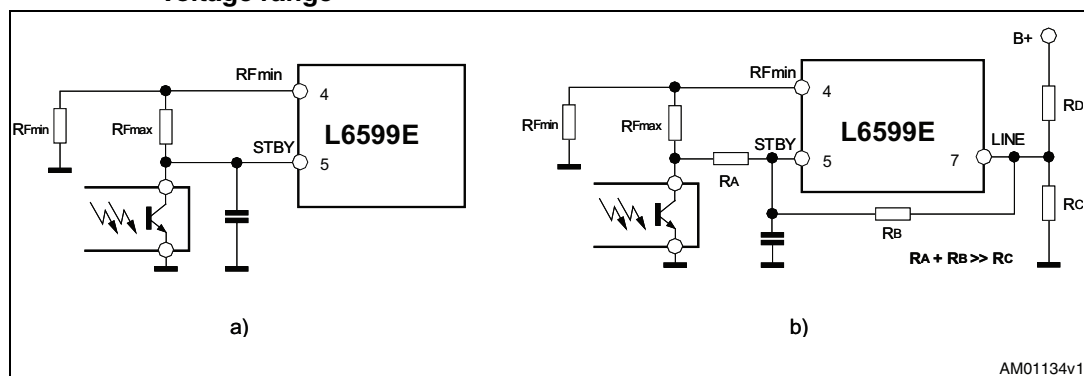 voltage range
RFmin
4
RFmin
RFmax
L6599E
STBY
5
a)
B+
RFmin
4
RD
RFmin
RFmax
L6599E
STBY
LINE
5
7
RA
RC
RB
RA + RB >> RC
b)
AM01134v1